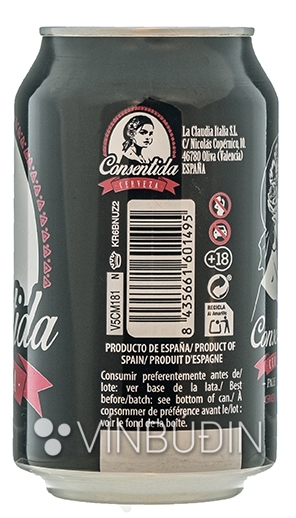 Consentida
CERVEZA
La Claudia Italia S.L.
C/ Nicolás Copérnico, 10.
46780 Oliva (Valencia)
ESPAÑA
V5CM181 N KR6BNUZ2
8 435661 601495
+18
RECICLA
Al Amarillo
PRODUCTO DE ESPAÑA/ PRODUCT OF
SPAIN/ PRODUIT D'ESPAGNE
Consumir preferentemente antes de/
lote: ver base de la lata./ Best
before/batch: see bottom of can./ À
consommer de préférence avant le/lot :
voir le fond de la boîte.
VÍNBÚÐIN